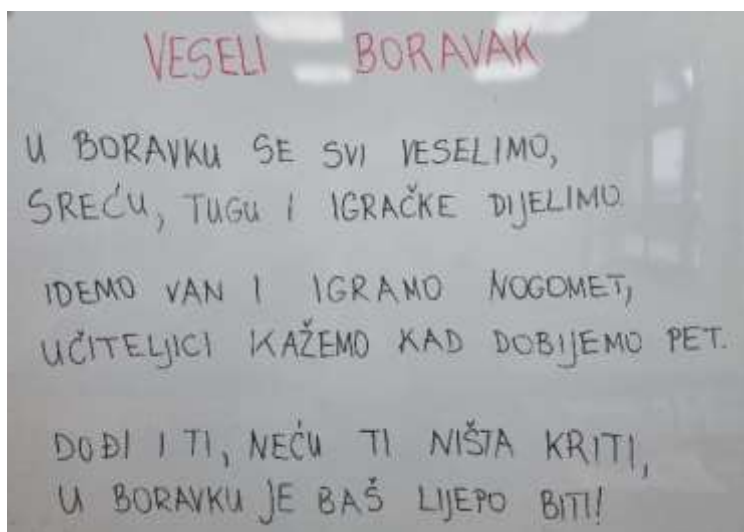 VESELI BORAVAK
U BORAVKU SE SVI VESELIMO,
SREĆU, TUGU I IGRAČKE DIJELIMO.
IDEMO VAN I IGRAMO NOGOMET,
UČITELJICI KAŽEMO KAD DOBIJEMO PET.
DOĐI I TI, NEĆU TI NIŠTA KRITI,
U BORAVKU JE BAŠ LIJEPO BITI!